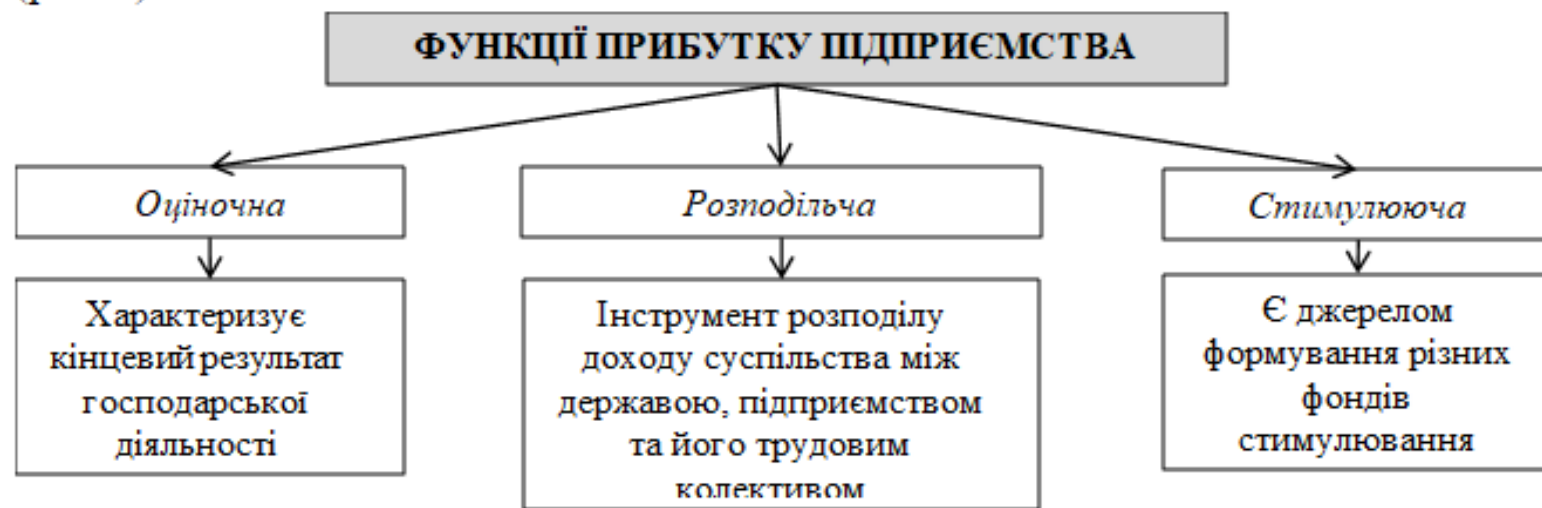 ФУНКЦІЇ ПРИБУТКУ ПІДПРИЄМСТВА
Оціночна
Розподільча
Стимулююча
Характеризує
кінцевий результат
господарської
діяльності
Інструмент розподілу
доходу суспільства між
державою, підприємством
та його трудовим
колективом
Є джерелом
формування різних
фондів
стимулювання